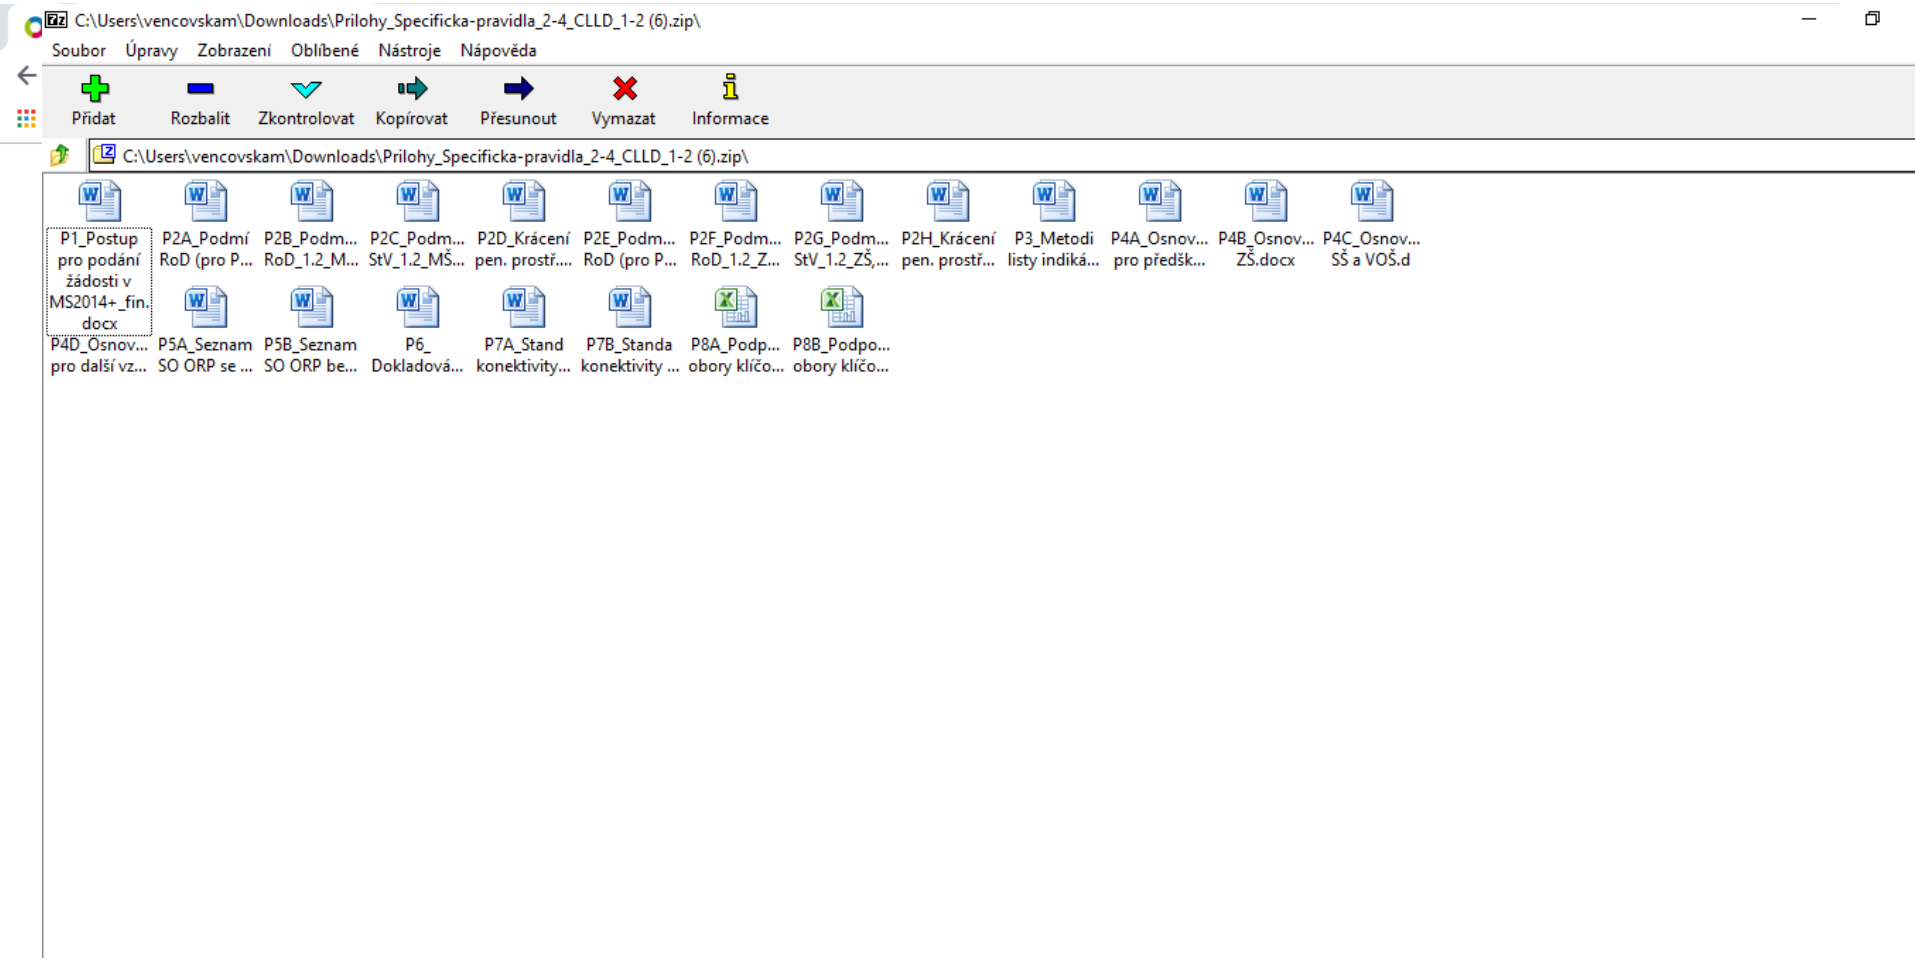 C:\Users\vencovskam\Downloads\Prilohy_Specificka-pravidla_2-4_CLLD_1-2 (6).zip\
Soubor Úpravy Zobrazení Oblíbené Nástroje Nápověda
Přidat Rozbalit Zkontrolovat Kopírovat Přesunout Vymazat Informace
C:\Users\vencovskam\Downloads\Prilohy_Specificka-pravidla_2-4_CLLD_1-2 (6).zip\
P1_Postup
pro podání
žádosti v
MS2014+_fin.
docx
P2A_Podmí
RoD (pro P...
P2B_Podm...
RoD_1.2_M...
P2C_Podm...
StV_1.2_MŠ...
P2D_Krácení
pen. prostř....
P2E_Podm...
RoD (pro P...
P2F_Podm...
RoD_1.2_Z...
P2G_Podm...
StV_1.2_ZŠ,...
P2H_Krácení
pen. prostř...
P3_Metodi
listy indiká...
P4A_Osnov...
pro předšk...
P4B_Osnov...
ZŠ.docx
P4C_Osnov...
SŠ a VOŠ.d
P4D_Osnov...
pro další vz...
P5A_Seznam
SO ORP se ...
P5B_Seznam
SO ORP be...
P6_
Dokladová...
P7A_Stand
konektivity...
P7B_Standa
konektivity ...
P8A_Podp...
obory klíčo...
P8B_Podpo...
obory klíčo...